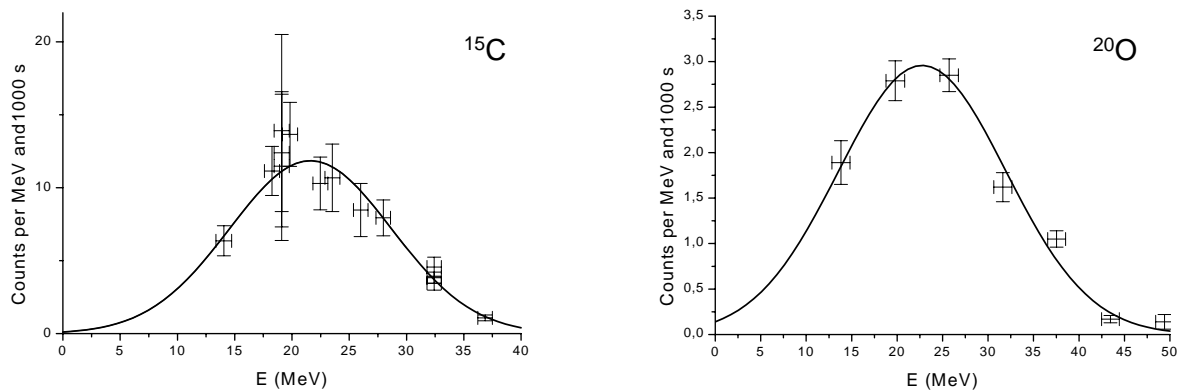 ¹⁵C
Counts per MeV and1000 s
20
10
0
0 5 10 15 20 25 30 35 40
E (MeV)
²⁰O
Counts per MeV and1000 s
3,5
3,0
2,5
2,0
1,5
1,0
0,5
0,0
0 5 10 15 20 25 30 35 40 45 50
E (MeV)